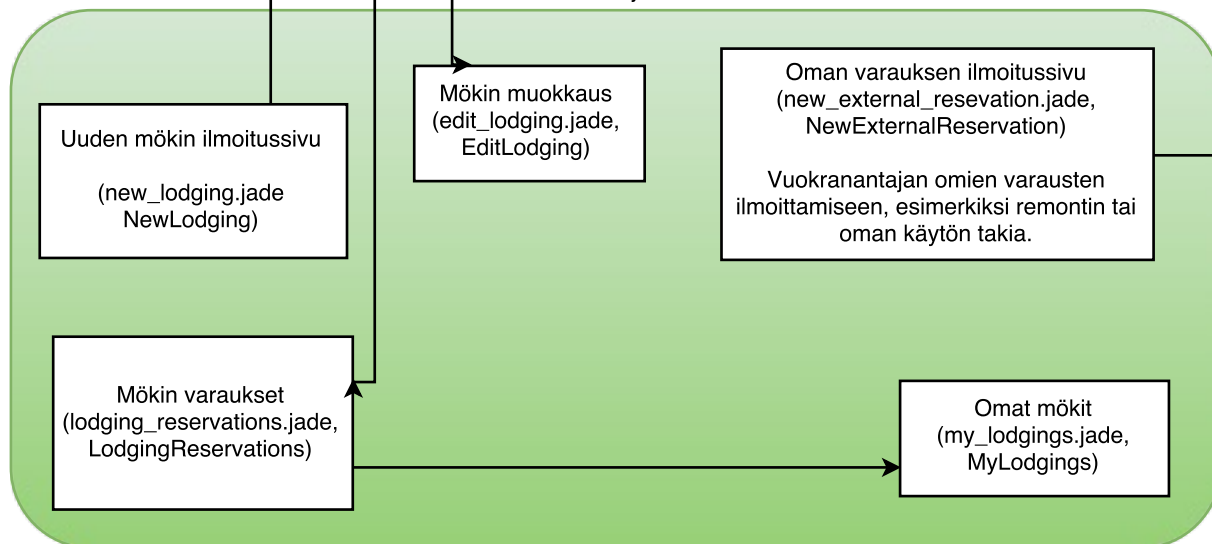 Uuden mökin ilmoitussivu
(new_lodging.jade
NewLodging)
Mökin muokkaus
(edit_lodging.jade,
EditLodging)
Oman varauksen ilmoitussivu
(new_external_resevation.jade,
NewExternalReservation)
Vuokranantajan omien varausten
ilmoittamiseen, esimerkiksi remontin tai
oman käytön takia.
Mökin varaukset
(lodging_reservations.jade,
LodgingReservations)
Omat mökit
(my_lodgings.jade,
MyLodgings)